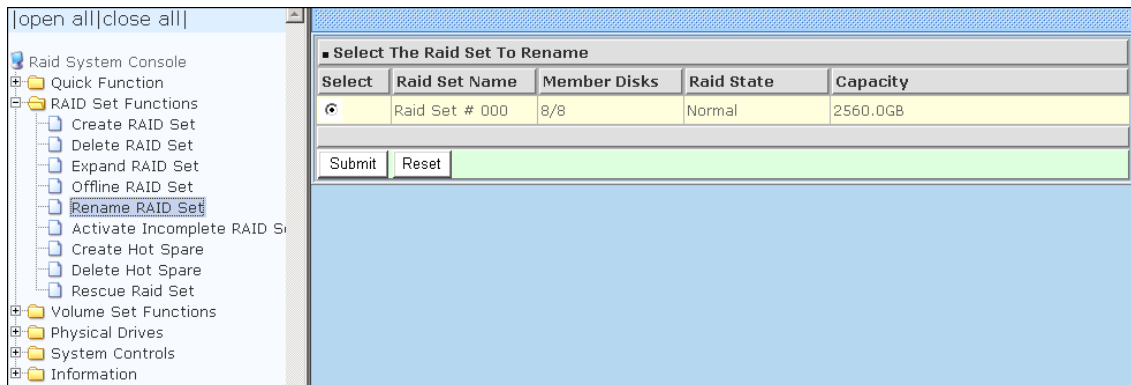 |open all|close all|
Raid System Console
Quick Function
RAID Set Functions
Create RAID Set
Delete RAID Set
Expand RAID Set
Offline RAID Set
Rename RAID Set
Activate Incomplete RAID S
Create Hot Spare
Delete Hot Spare
Rescue Raid Set
Volume Set Functions
Physical Drives
System Controls
Information
Select The Raid Set To Rename
Select Raid Set Name Member Disks Raid State Capacity
Raid Set # 000 8/8 Normal 2560.0GB
Submit Reset